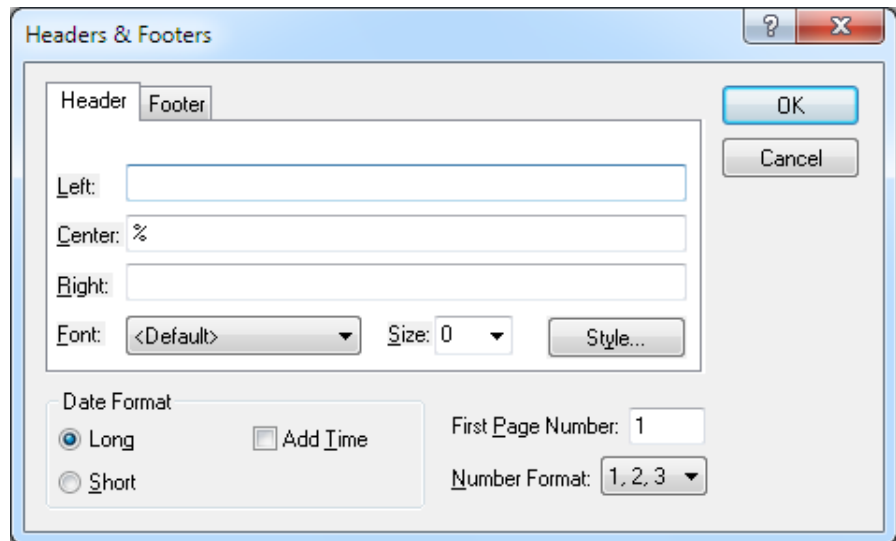 Headers & Footers
?
X
Header Footer
OK
Cancel
Left:
Center: %
Right:
Font: <Default> Size: 0 Style...
Date Format
Long Add Time
Short
First Page Number: 1
Number Format: 1, 2, 3